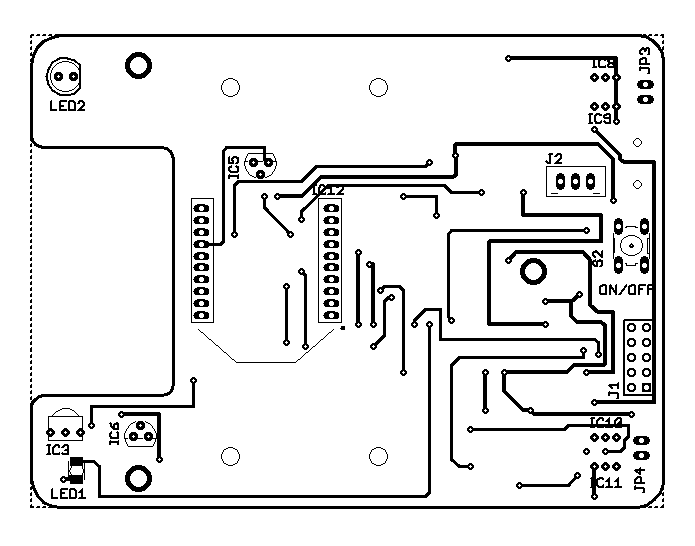 IC8
JP3
LED2
IC9
IC5
J2
IC12
S2
ON/OFF
J1
IC10
IC6
IC3
LED1
IC11
JP4